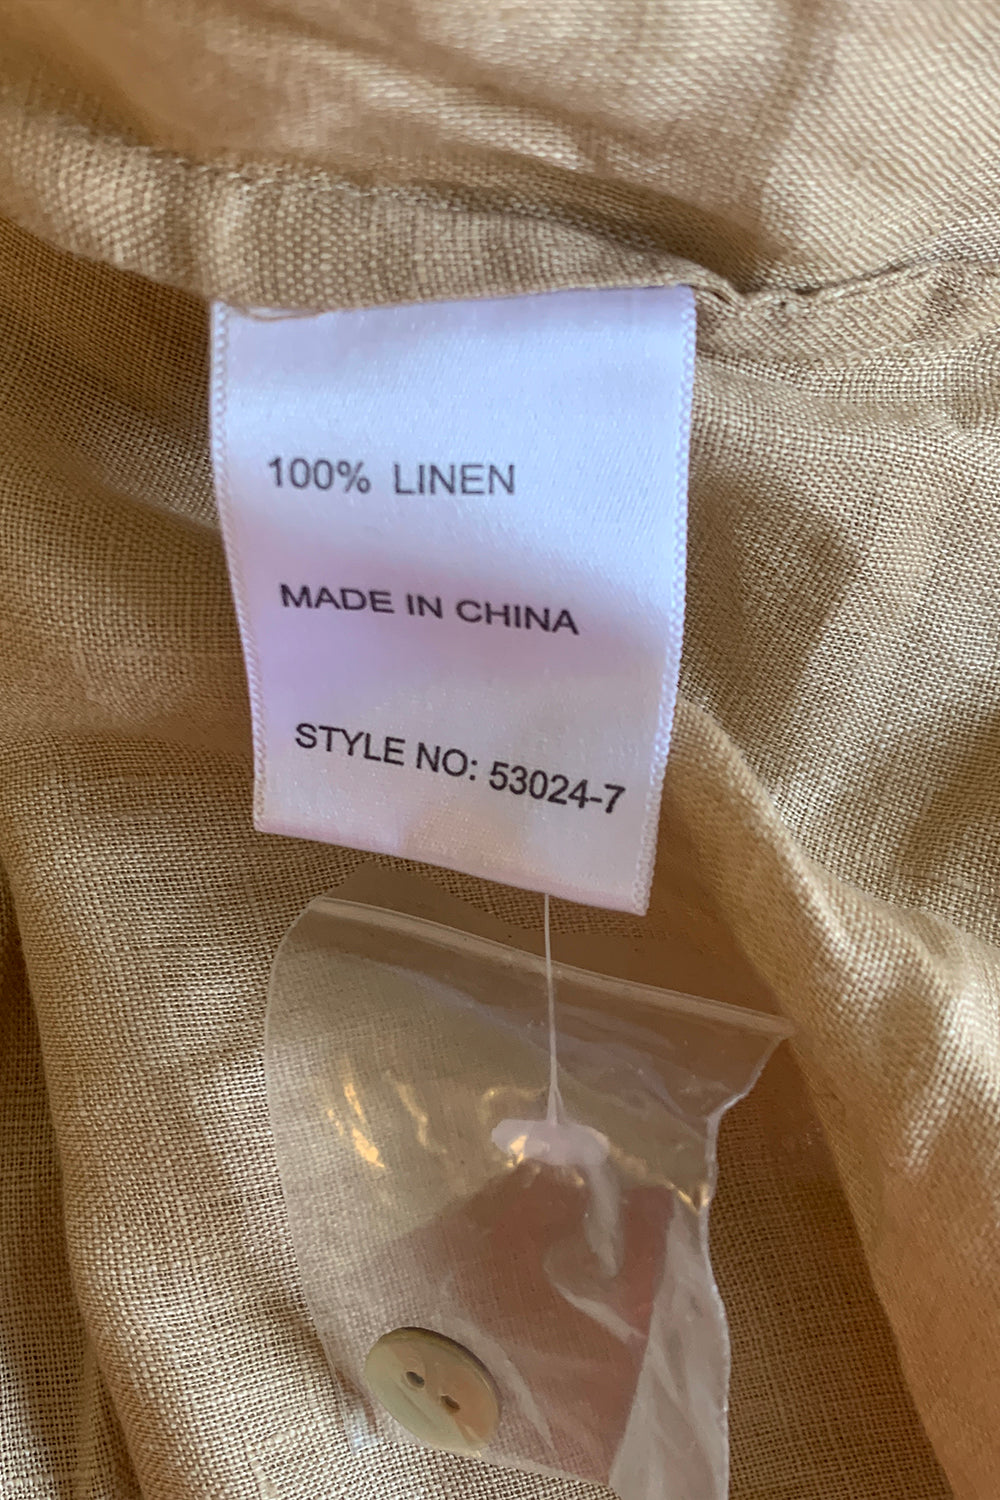 100% LINEN
MADE IN CHINA
STYLE NO: 53024-7